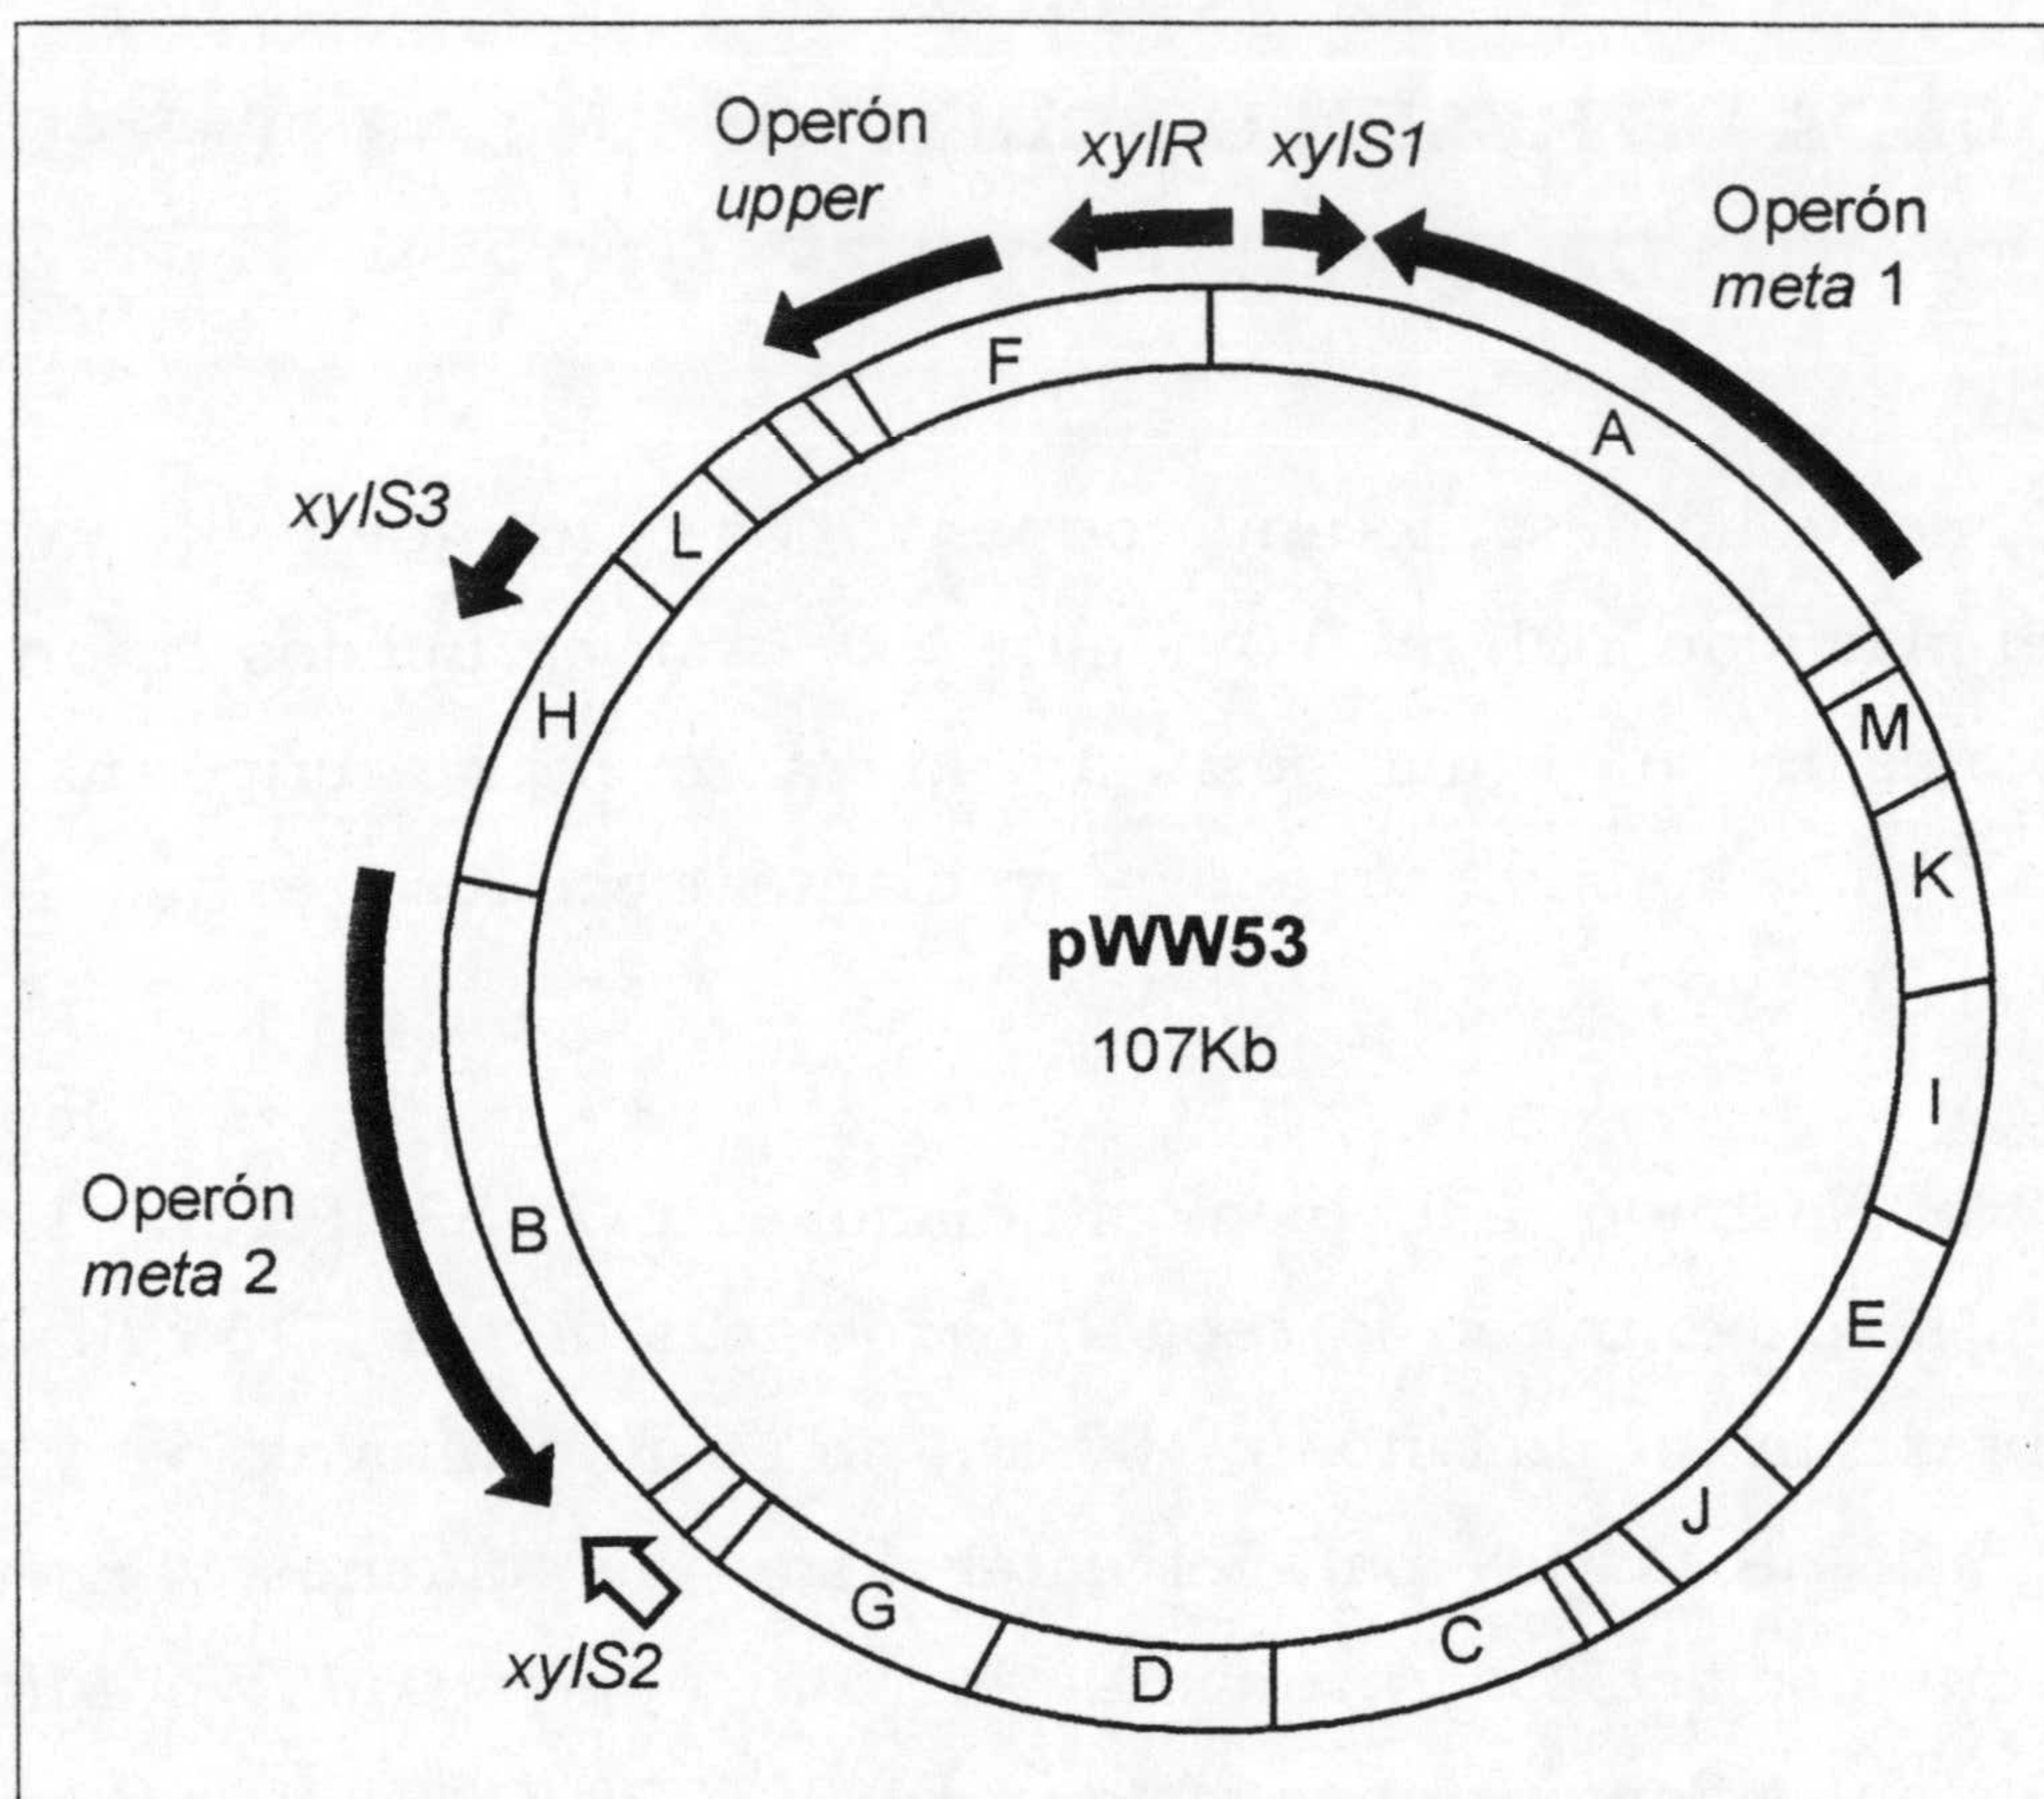 Operón
upper
xylR
xylS1
Operón
meta 1
F
A
xylS3
L
M
H
K
pWW53
107Kb
I
B
Operón
meta 2
E
J
G
C
D
xylS2